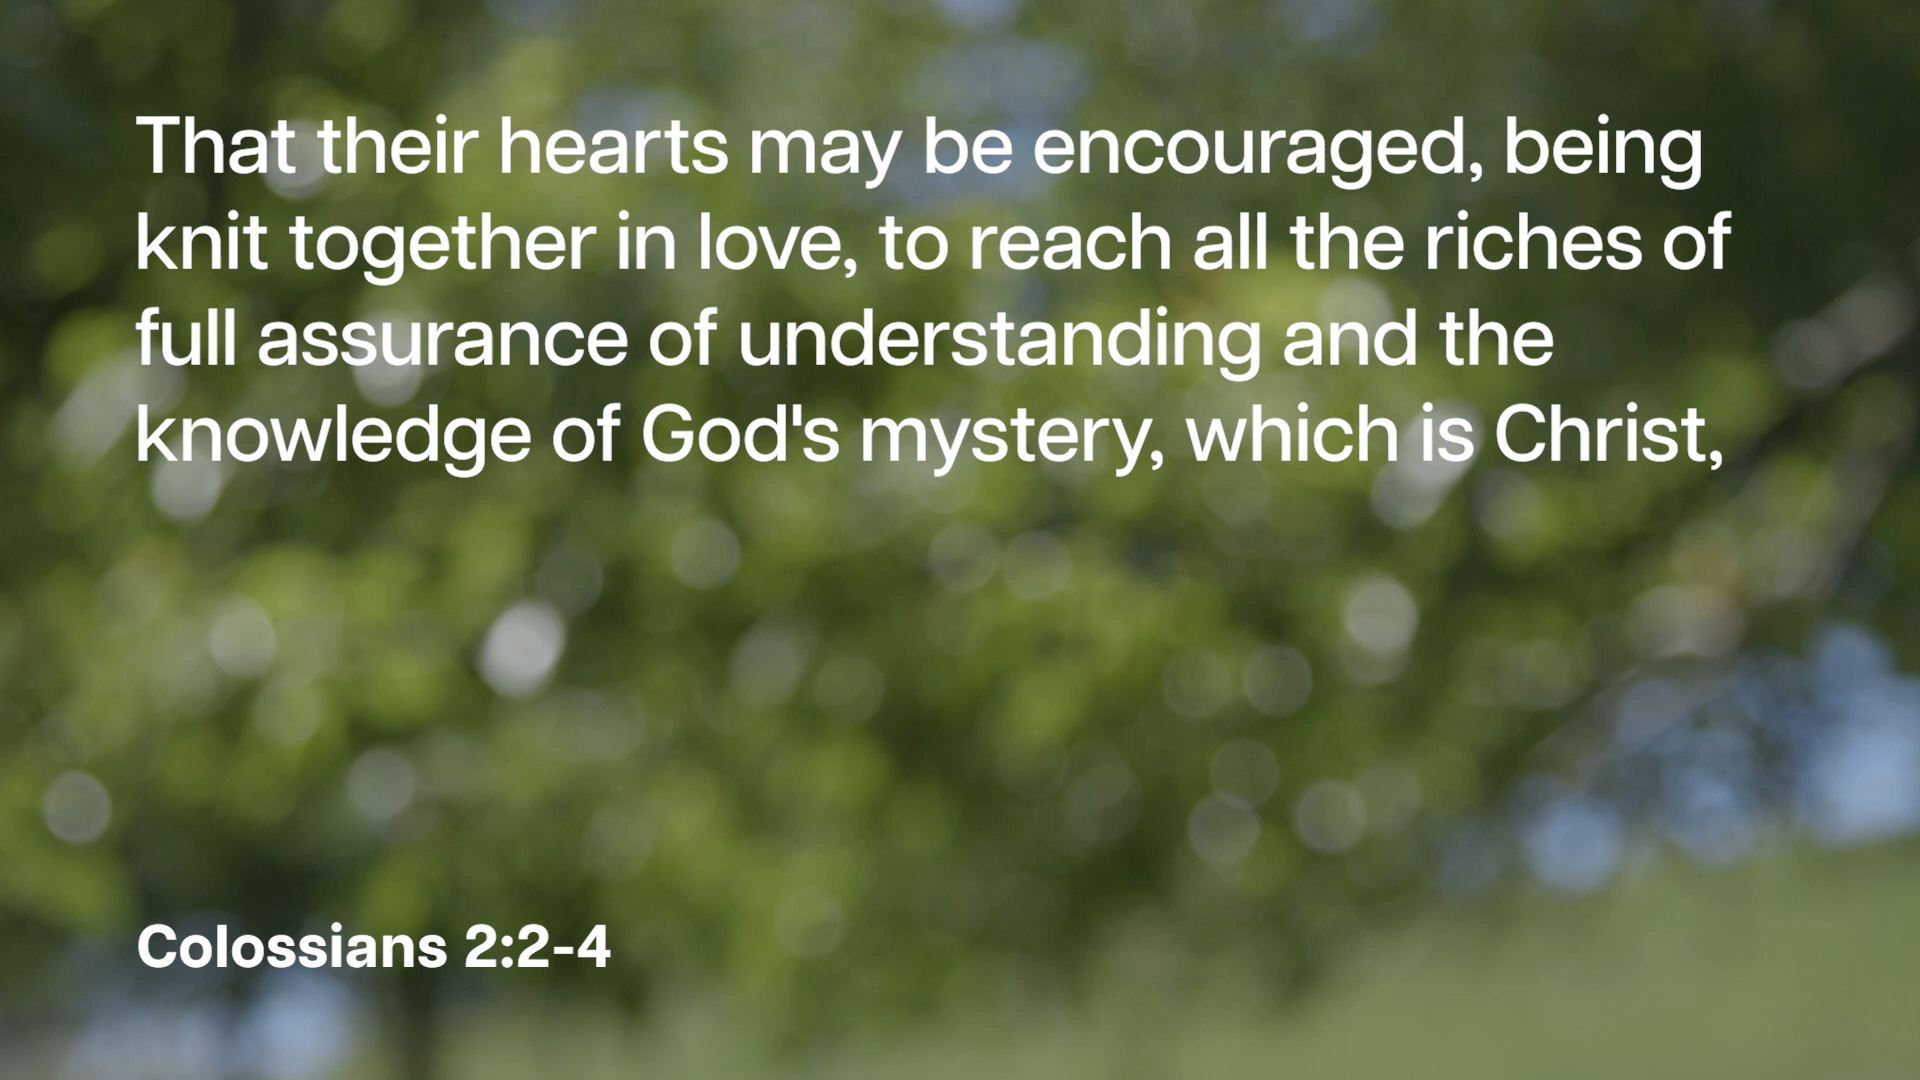 That their hearts may be encouraged, being
knit together in love, to reach all the riches of
full assurance of understanding and the
knowledge of God's mystery, which is Christ,
Colossians 2:2-4